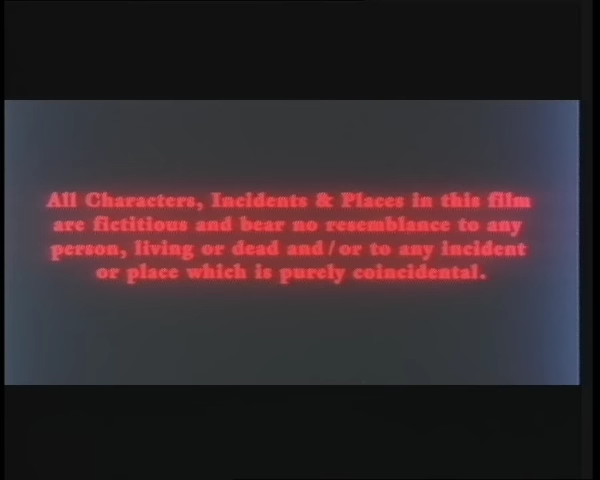 All Characters, Incidents & Places in this film
are fictitious and bear no resemblance to any
person, living or dead and/or to any incident
or place which is purely coincidental.